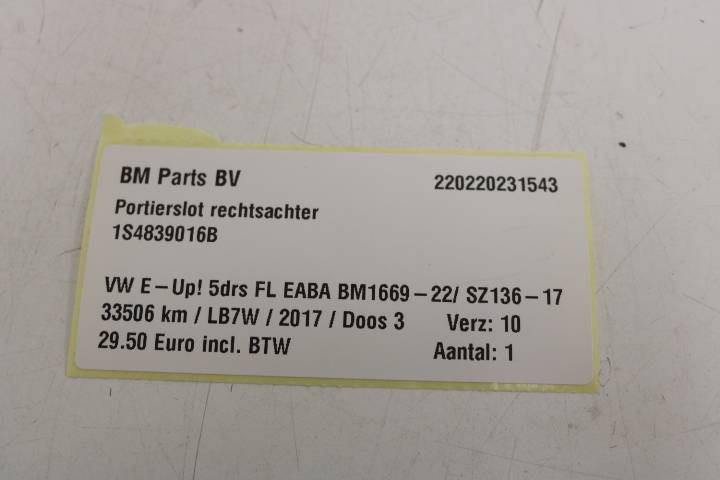 BM Parts BV 220220231543
Portierslot rechtsachter
1S4839016B
VW E-Up! 5drs FL EABA BM1669-22/ SZ136-17
33506 km / LB7W / 2017 / Doos 3 Verz: 10
29.50 Euro incl. BTW Aantal: 1